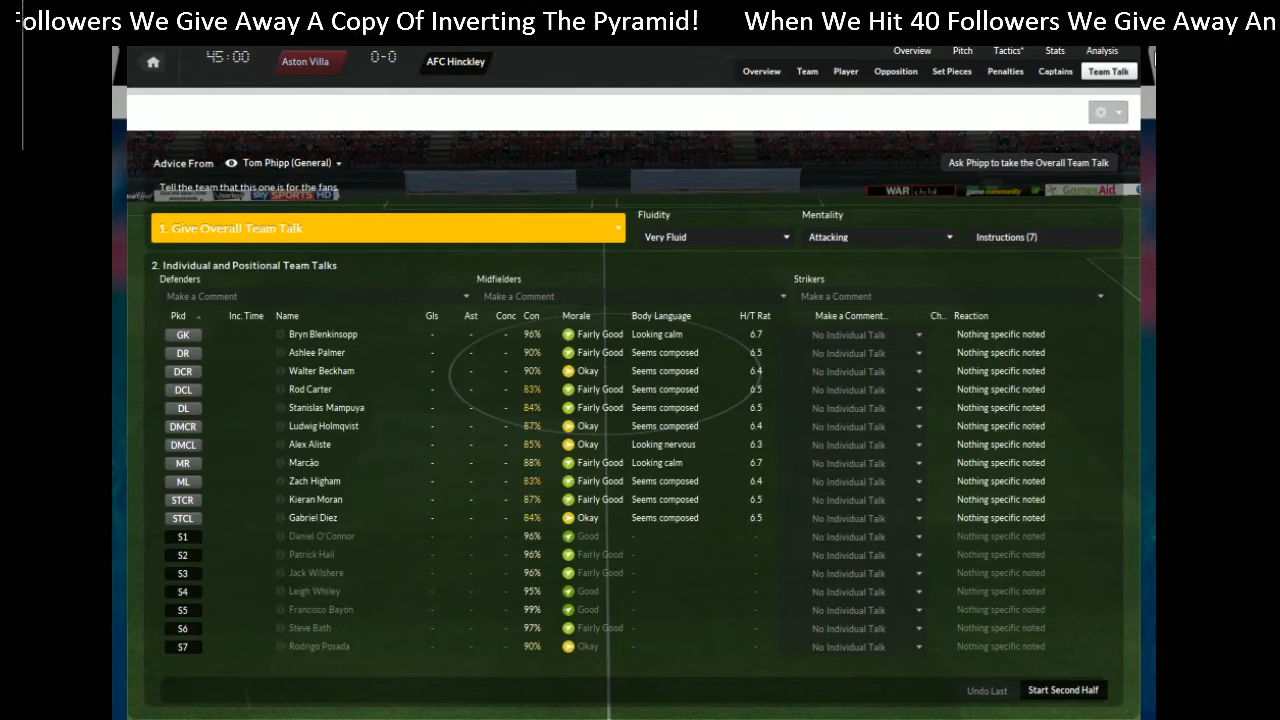 ollowers We Give Away A Copy Of Inverting The Pyramid! When We Hit 40 Followers We Give Away An
45:00 Aston Villa 0-0 AFC Hinckley
Overview Pitch Tactics* Stats Analysis
Overview Team Player Opposition Set Pieces Penalties Captains Team Talk
Advice From Tom Phipp (General) Ask Phipp to take the Overall Team Talk
Tell the team that this one is for the fans.
SPORTS HD WAR child GamesAid
Fluidity Mentality
1. Give Overall Team Talk Very Fluid Attacking Instructions (7)
2. Individual and Positional Team Talks
Defenders Midfielders Strikers
Make a Comment Make a Comment Make a Comment
Pkd Inc. Time Name Gls Ast Conc Con Morale Body Language H/T Rat Make a Comment... Ch... Reaction
GK Bryn Blenkinsopp - - - 96% Fairly Good Looking calm 6.7 No Individual Talk Nothing specific noted
DR Ashlee Palmer - - - 90% Fairly Good Seems composed 6.5 No Individual Talk Nothing specific noted
DCR Walter Beckham - - - 90% Okay Seems composed 6.4 No Individual Talk Nothing specific noted
DCL Rod Carter - - - 83% Fairly Good Seems composed 6.5 No Individual Talk Nothing specific noted
DL Stanislas Mampuya - - - 84% Fairly Good Seems composed 6.5 No Individual Talk Nothing specific noted
DMCR Ludwig Holmqvist - - - 87% Okay Seems composed 6.4 No Individual Talk Nothing specific noted
DMCL Alex Aliste - - - 85% Okay Looking nervous 6.3 No Individual Talk Nothing specific noted
MR Marcão - - - 88% Fairly Good Looking calm 6.7 No Individual Talk Nothing specific noted
ML Zach Higham - - - 83% Fairly Good Seems composed 6.4 No Individual Talk Nothing specific noted
STCR Kieran Moran - - - 87% Fairly Good Seems composed 6.5 No Individual Talk Nothing specific noted
STCL Gabriel Diez - - - 84% Okay Seems composed 6.5 No Individual Talk Nothing specific noted
S1 Daniel O'Connor - - - 96% Good - - No Individual Talk Nothing specific noted
S2 Patrick Hall - - - 96% Fairly Good - - No Individual Talk Nothing specific noted
S3 Jack Wilshere - - - 96% Fairly Good - - No Individual Talk Nothing specific noted
S4 Leigh Whiley - - - 95% Good - - No Individual Talk Nothing specific noted
S5 Francisco Bayón - - - 99% Good - - No Individual Talk Nothing specific noted
S6 Steve Bath - - - 97% Fairly Good - - No Individual Talk Nothing specific noted
S7 Rodrigo Posada - - - 90% Okay - - No Individual Talk Nothing specific noted
Undo Last Start Second Half